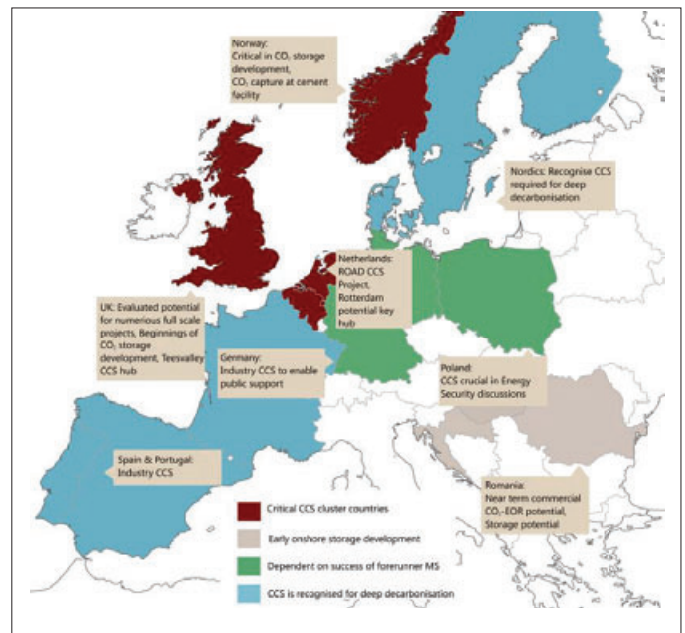 Norway:
Critical in CO₂ storage
development,
CO₂ capture at cement
facility
Nordics: Recognise CCS
required for deep
decarbonisation
Netherlands:
ROAD CCS
Project,
Rotterdam
potential key
hub
UK: Evaluated potential
for numerous full scale
projects, Beginnings of
CO₂ storage
development, Teesvalley
CCS hub
Germany:
Industry CCS to enable
public support
Poland:
CCS crucial in Energy
Security discussions
Spain & Portugal:
Industry CCS
Romania:
Near term commercial
CO₂-EOR potential,
Storage potential
Critical CCS cluster countries
Early onshore storage development
Dependent on success of forerunner MS
CCS is recognised for deep decarbonisation